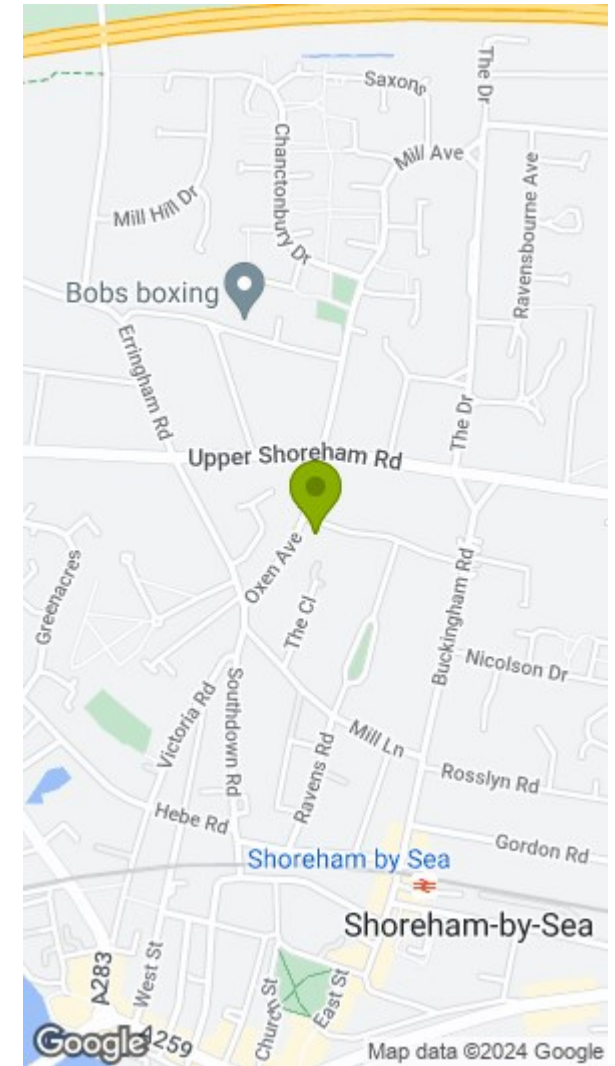 Saxons
The Dr
Mill Ave
Chanctonbury Dr
Ravensbourne Ave
Mill Hill Dr
Bobs boxing
Erringham Rd
The Dr
Upper Shoreham Rd
Oxen Ave
Greenacres
The Cl
Buckingham Rd
Nicolson Dr
Victoria Rd
Southdown Rd
Mill Ln
Ravens Rd
Rosslyn Rd
Hebe Rd
Gordon Rd
Shoreham by Sea
Shoreham-by-Sea
A283
West St
Church St
East St
A259
Google
Map data ©2024 Google